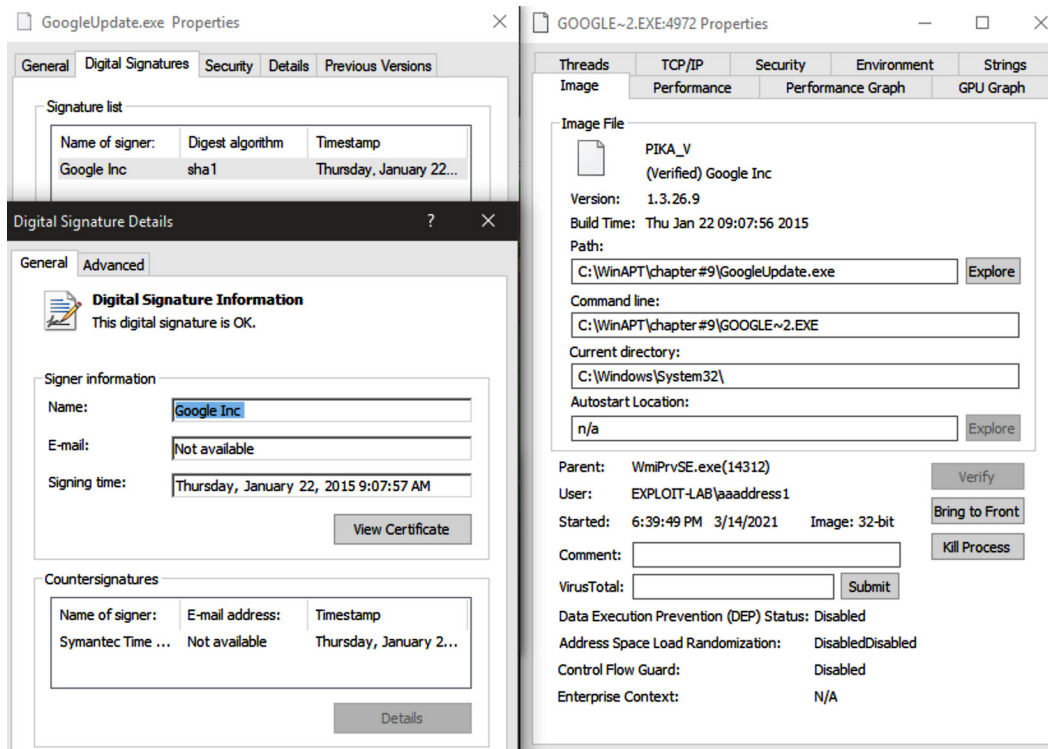 GoogleUpdate.exe Properties
General Digital Signatures Security Details Previous Versions
Signature list
Name of signer: Digest algorithm Timestamp
Google Inc sha1 Thursday, January 22...
Digital Signature Details ?
General Advanced
Digital Signature Information
This digital signature is OK.
Signer information
Name: Google Inc
E-mail: Not available
Signing time: Thursday, January 22, 2015 9:07:57 AM
View Certificate
Countersignatures
Name of signer: E-mail address: Timestamp
Symantec Time ... Not available Thursday, January 2...
Details
GOOGLE~2.EXE:4972 Properties
Threads TCP/IP Security Environment Strings
Image Performance Performance Graph GPU Graph
Image File
PIKA_V
(Verified) Google Inc
Version: 1.3.26.9
Build Time: Thu Jan 22 09:07:56 2015
Path:
C:\WinAPT\chapter#9\GoogleUpdate.exe Explore
Command line:
C:\WinAPT\chapter#9\GOOGLE~2.EXE
Current directory:
C:\Windows\System32\
Autostart Location:
n/a Explore
Parent: WmiPrvSE.exe(14312)
Verify
User: EXPLOIT-LAB\aaaddress1
Bring to Front
Started: 6:39:49 PM 3/14/2021 Image: 32-bit
Kill Process
Comment:
VirusTotal: Submit
Data Execution Prevention (DEP) Status: Disabled
Address Space Load Randomization: DisabledDisabled
Control Flow Guard: Disabled
Enterprise Context: N/A